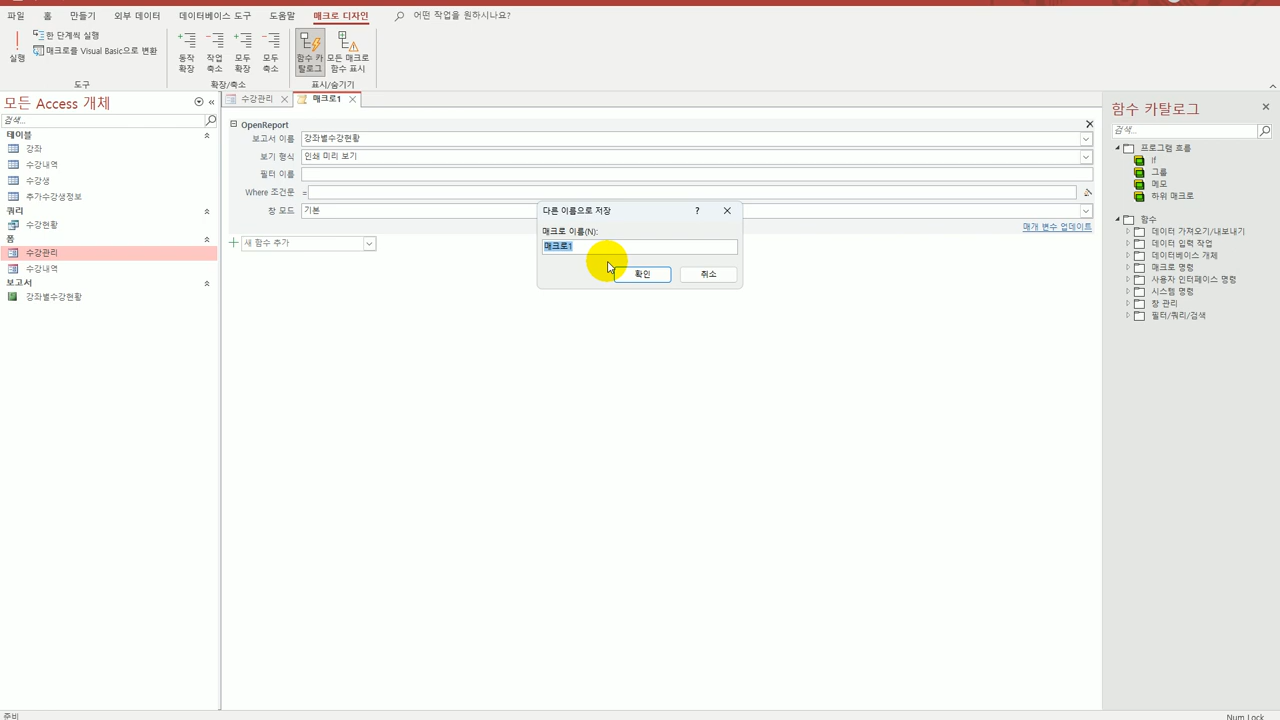 파일 홈 만들기 외부 데이터 데이터베이스 도구 도움말 매크로 디자인 어떤 작업을 원하시나요?
실행
한 단계씩 실행
매크로를 Visual Basic으로 변환
동작 확장
작업 축소
모두 확장
모두 축소
함수 카탈로그
모든 매크로 함수 표시
도구 확장/축소 표시/숨기기
모든 Access 개체
검색...
테이블
강좌
수강내역
수강생
추가수강생정보
쿼리
수강현황
폼
수강관리
수강내역
보고서
강좌별수강현황
수강관리 매크로1
OpenReport
보고서 이름 강좌별수강현황
보기 형식 인쇄 미리 보기
필터 이름
Where 조건문 =
창 모드 기본
매개 변수 업데이트
새 함수 추가
다른 이름으로 저장 ?
매크로 이름(N):
매크로1
확인 취소
함수 카탈로그
검색...
프로그램 흐름
If
그룹
메모
하위 매크로
함수
데이터 가져오기/내보내기
데이터 입력 작업
데이터베이스 개체
매크로 명령
사용자 인터페이스 명령
시스템 명령
창 관리
필터/쿼리/검색
준비 Num Lock